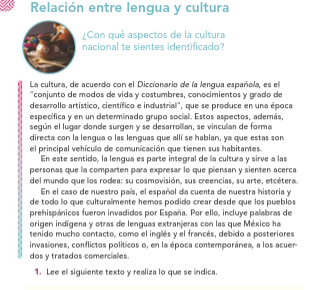 Relación entre lengua y cultura
¿Con qué aspectos de la cultura
nacional te sientes identificado?
La cultura, de acuerdo con el Diccionario de la lengua española, es el
"conjunto de modos de vida y costumbres, conocimientos y grado de
desarrollo artístico, científico e industrial", que se produce en una época
específica y en un determinado grupo social. Estos aspectos, además,
según el lugar donde surgen y se desarrollan, se vinculan de forma
directa con la lengua o las lenguas que allí se hablan, ya que estas son
el principal vehículo de comunicación que tienen sus habitantes.
En este sentido, la lengua es parte integral de la cultura y sirve a las
personas que la comparten para expresar lo que piensan y sienten acerca
del mundo que los rodea: su cosmovisión, sus creencias, su arte, etcétera.
En el caso de nuestro país, el español da cuenta de nuestra historia y
de todo lo que culturalmente hemos podido crear desde que los pueblos
prehispánicos fueron invadidos por España. Por ello, incluye palabras de
origen indígena y otras de lenguas extranjeras con las que México ha
tenido mucho contacto, como el inglés y el francés, debido a posteriores
invasiones, conflictos políticos o, en la época contemporánea, a los acuer-
dos y tratados comerciales.
1. Lee el siguiente texto y realiza lo que se indica.